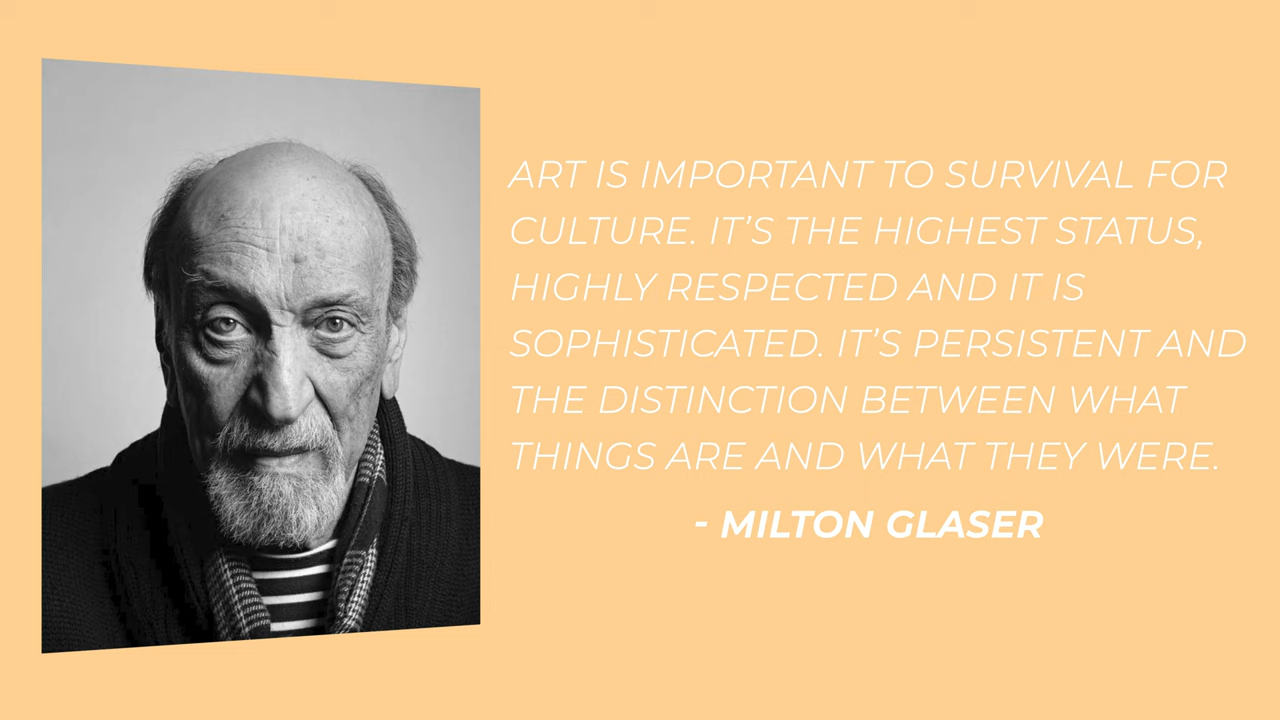 ART IS IMPORTANT TO SURVIVAL FOR
CULTURE. IT’S THE HIGHEST STATUS,
HIGHLY RESPECTED AND IT IS
SOPHISTICATED. IT’S PERSISTENT AND
THE DISTINCTION BETWEEN WHAT
THINGS ARE AND WHAT THEY WERE.
- MILTON GLASER